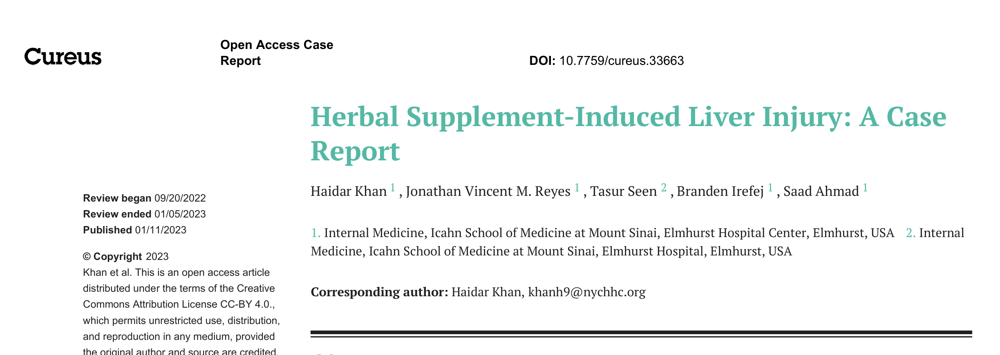 Cureus
Open Access Case
Report
DOI: 10.7759/cureus.33663
Herbal Supplement-Induced Liver Injury: A Case
Report
Haidar Khan 1 , Jonathan Vincent M. Reyes 1 , Tasur Seen 2 , Branden Irefej 1 , Saad Ahmad 1
1. Internal Medicine, Icahn School of Medicine at Mount Sinai, Elmhurst Hospital Center, Elmhurst, USA 2. Internal
Medicine, Icahn School of Medicine at Mount Sinai, Elmhurst Hospital, Elmhurst, USA
Corresponding author: Haidar Khan, khanh9@nychhc.org
Review began 09/20/2022
Review ended 01/05/2023
Published 01/11/2023
© Copyright 2023
Khan et al. This is an open access article
distributed under the terms of the Creative
Commons Attribution License CC-BY 4.0.,
which permits unrestricted use, distribution,
and reproduction in any medium, provided
the original author and source are credited.